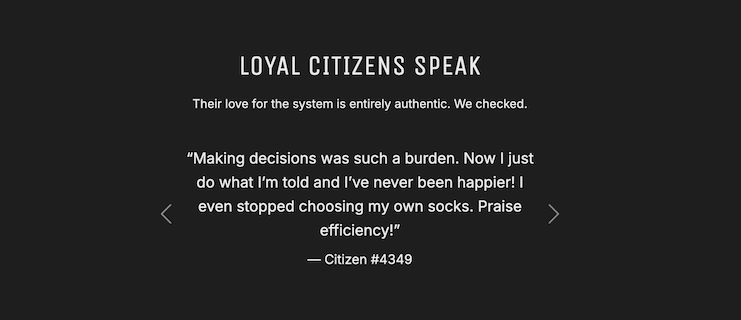 LOYAL CITIZENS SPEAK
Their love for the system is entirely authentic. We checked.
“Making decisions was such a burden. Now I just
do what I’m told and I’ve never been happier! I
even stopped choosing my own socks. Praise
efficiency!”
— Citizen #4349